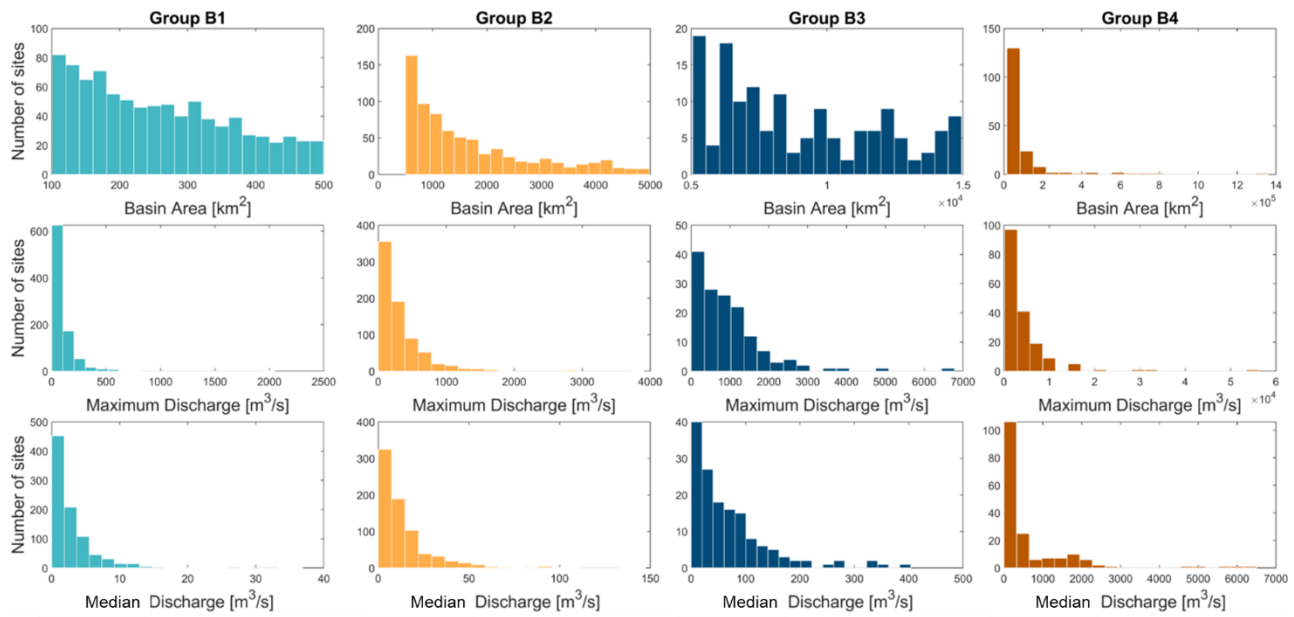 Group B1 Group B2 Group B3 Group B4
Number of sites
100
80
60
40
20
0
100 200 300 400 500
Basin Area [km²]
200
150
100
50
0
0 1000 2000 3000 4000 5000
Basin Area [km²]
20
15
10
5
0
0.5 1 1.5
×10⁴
Basin Area [km²]
150
100
50
0
0 2 4 6 8 10 12 14
×10⁵
Basin Area [km²]
Number of sites
600
400
200
0
0 500 1000 1500 2000 2500
Maximum Discharge [m³/s]
400
300
200
100
0
0 1000 2000 3000 4000
Maximum Discharge [m³/s]
50
40
30
20
10
0
0 1000 2000 3000 4000 5000 6000 7000
Maximum Discharge [m³/s]
100
80
60
40
20
0
0 1 2 3 4 5 6
×10⁴
Maximum Discharge [m³/s]
Number of sites
500
400
300
200
100
0
0 10 20 30 40
Median Discharge [m³/s]
400
300
200
100
0
0 50 100 150
Median Discharge [m³/s]
40
30
20
10
0
0 100 200 300 400 500
Median Discharge [m³/s]
100
80
60
40
20
0
0 1000 2000 3000 4000 5000 6000 7000
Median Discharge [m³/s]